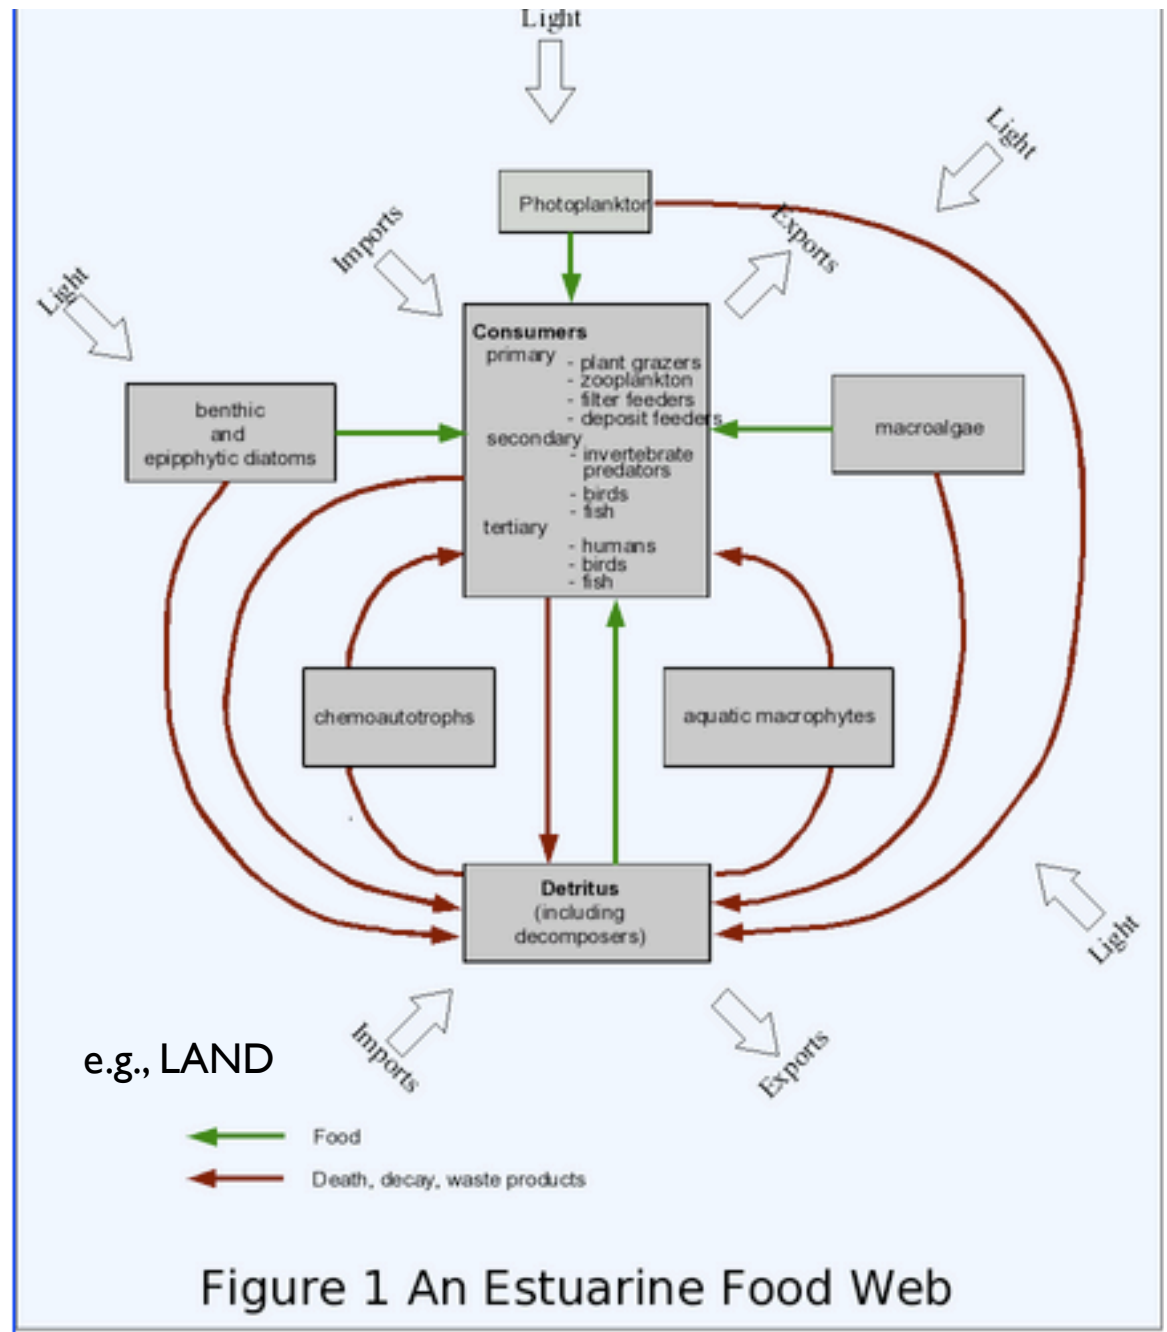 Light
Light
Photoplankton
Imports
Exports
Light
Consumers
primary
- plant grazers
- zooplankton
- filter feeders
- deposit feeders
secondary
- invertebrate
predators
- birds
- fish
tertiary
- humans
- birds
- fish
benthic
and
epipphytic diatoms
macroalgae
chemoautotrophs
aquatic macrophytes
Detritus
(including
decomposers)
Light
Imports
Exports
e.g., LAND
Food
Death, decay, waste products
Figure 1 An Estuarine Food Web